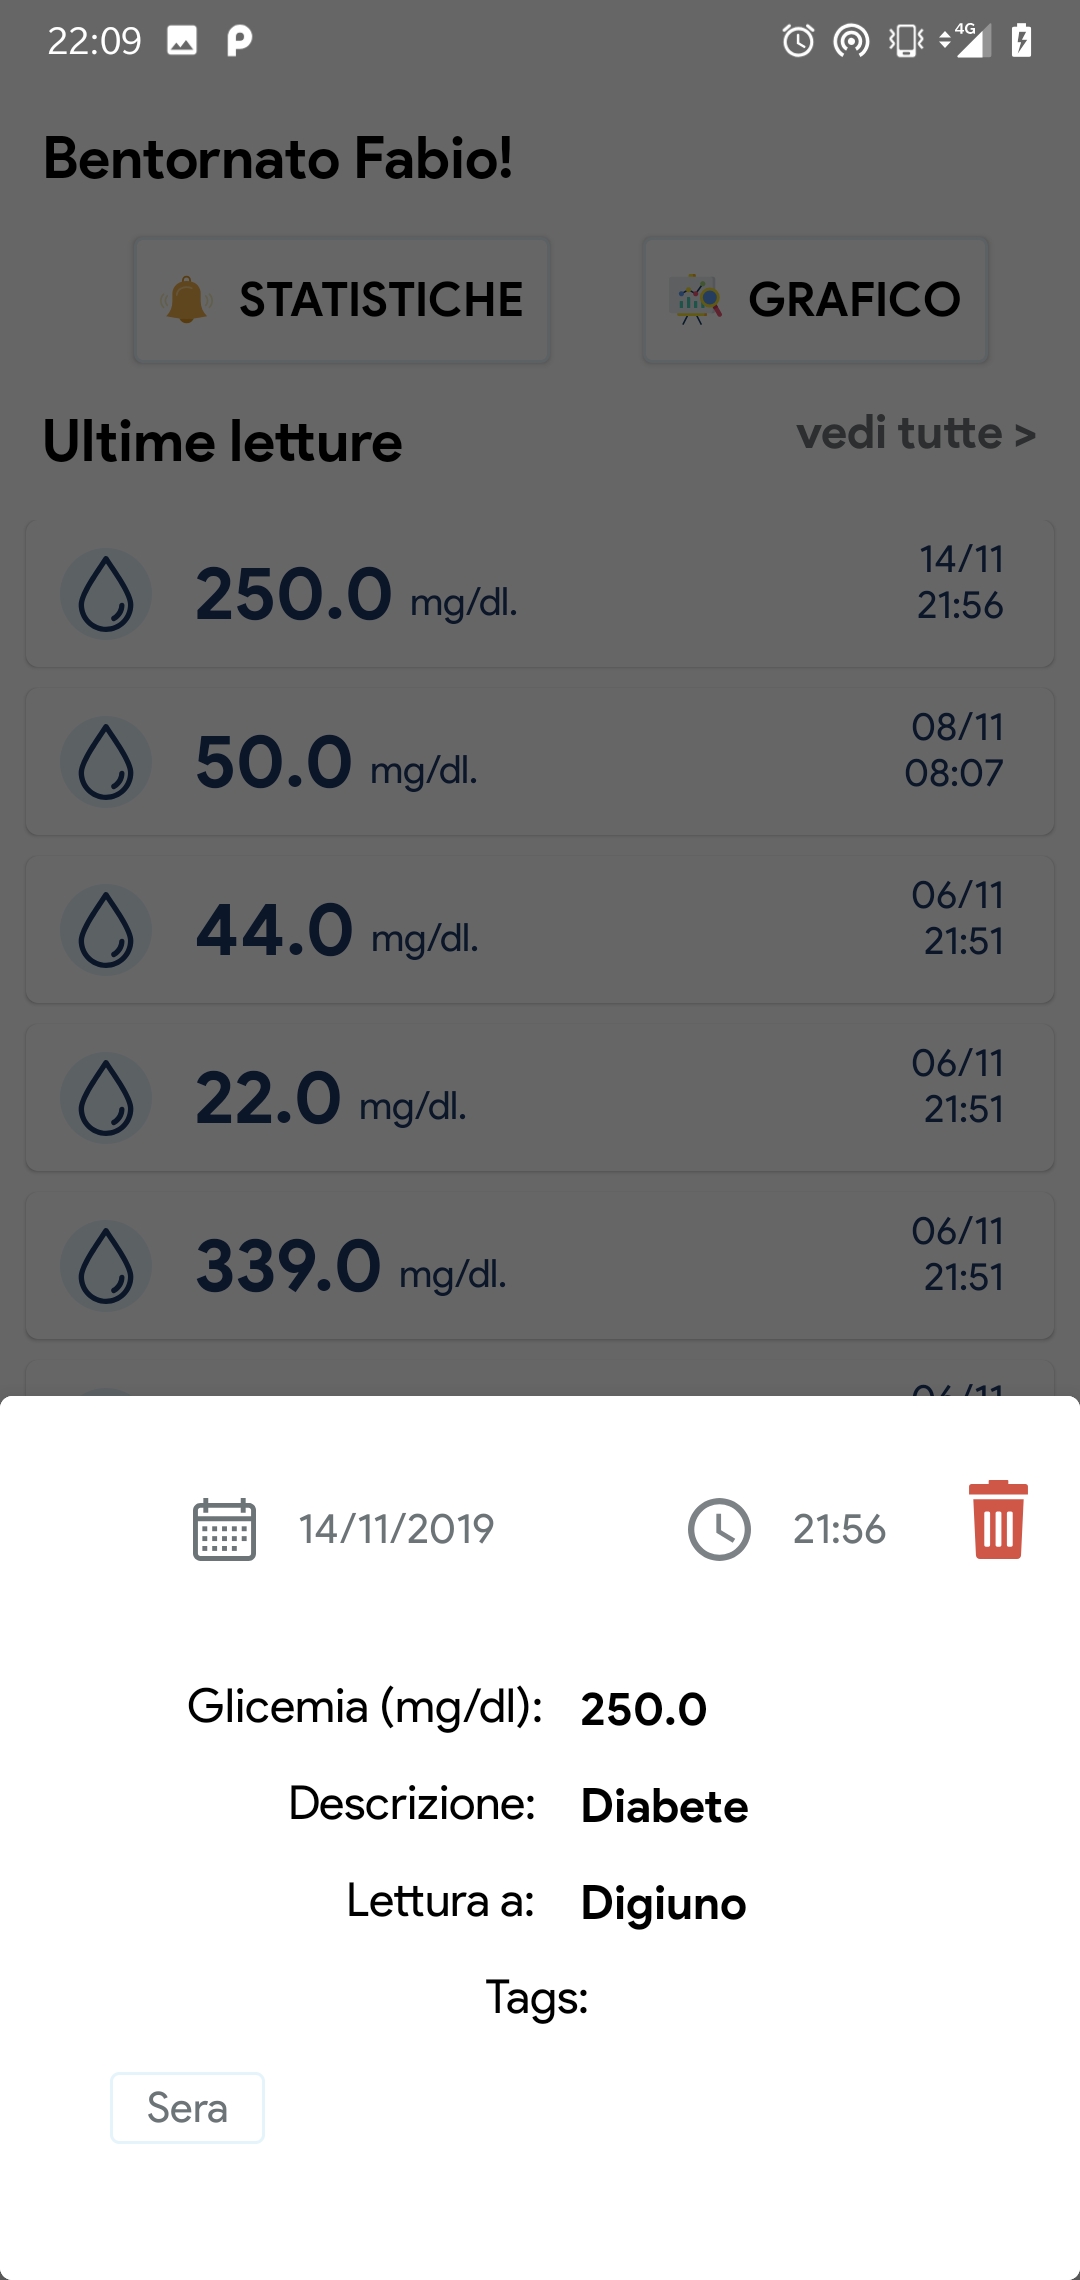 22:09
4G
Bentornato Fabio!
STATISTICHE
GRAFICO
Ultime letture
vedi tutte >
250.0 mg/dl.
14/11
21:56
50.0 mg/dl.
08/11
08:07
44.0 mg/dl.
06/11
21:51
22.0 mg/dl.
06/11
21:51
339.0 mg/dl.
06/11
21:51
06/11
14/11/2019
21:56
Glicemia (mg/dl): 250.0
Descrizione: Diabete
Lettura a: Digiuno
Tags:
Sera